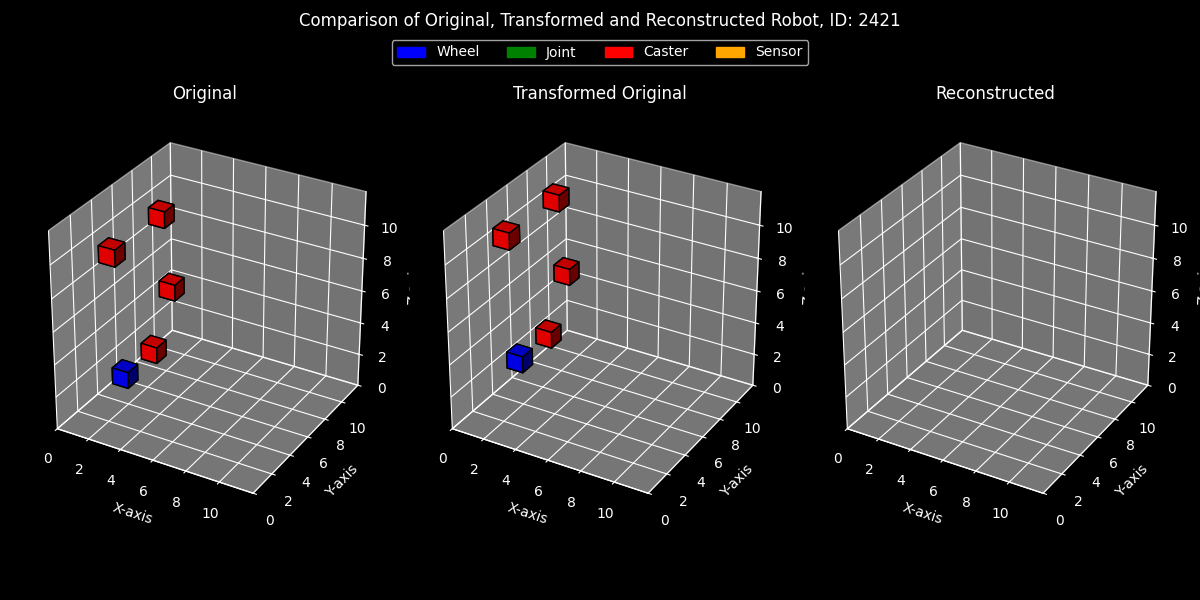 Comparison of Original, Transformed and Reconstructed Robot, ID: 2421
Wheel Joint Caster Sensor
Original Transformed Original Reconstructed
10 10 10
8 8 8
6 6 6
4 4 4
2 2 2
0 0 0
0 2 4 6 8 10 0 2 4 6 8 10 0 2 4 6 8 10
0 2 4 6 8 10 0 2 4 6 8 10 0 2 4 6 8 10
X-axis Y-axis X-axis Y-axis X-axis Y-axis